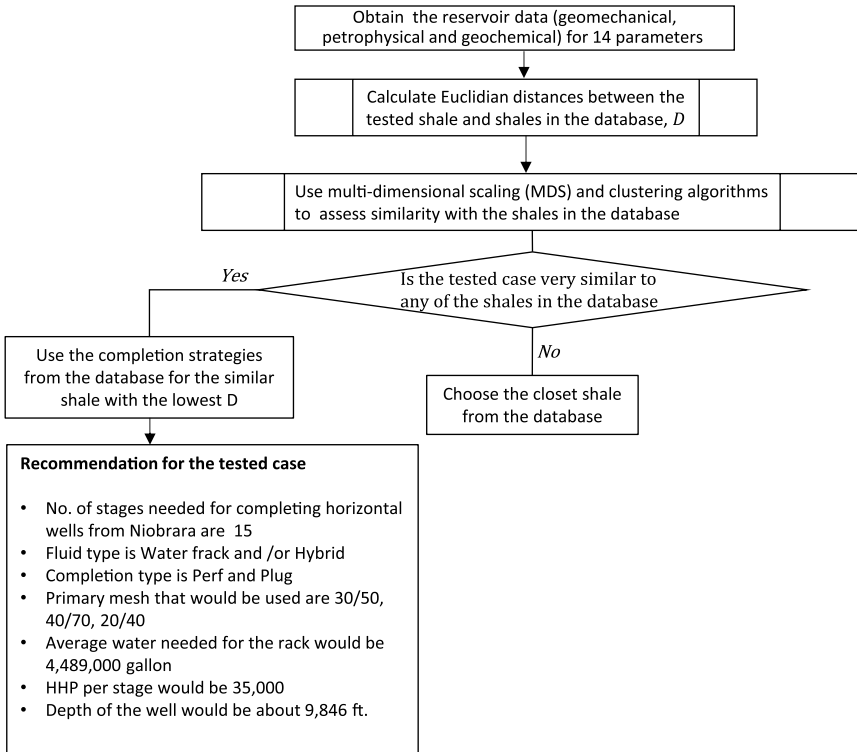 Obtain the reservoir data (geomechanical,
petrophysical and geochemical) for 14 parameters
Calculate Euclidian distances between the
tested shale and shales in the database, D
Use multi-dimensional scaling (MDS) and clustering algorithms
to assess similarity with the shales in the database
Is the tested case very similar to
any of the shales in the database
Yes
No
Use the completion strategies
from the database for the similar
shale with the lowest D
Choose the closet shale
from the database
Recommendation for the tested case
• No. of stages needed for completing horizontal
wells from Niobrara are 15
• Fluid type is Water frack and /or Hybrid
• Completion type is Perf and Plug
• Primary mesh that would be used are 30/50,
40/70, 20/40
• Average water needed for the rack would be
4,489,000 gallon
• HHP per stage would be 35,000
• Depth of the well would be about 9,846 ft.